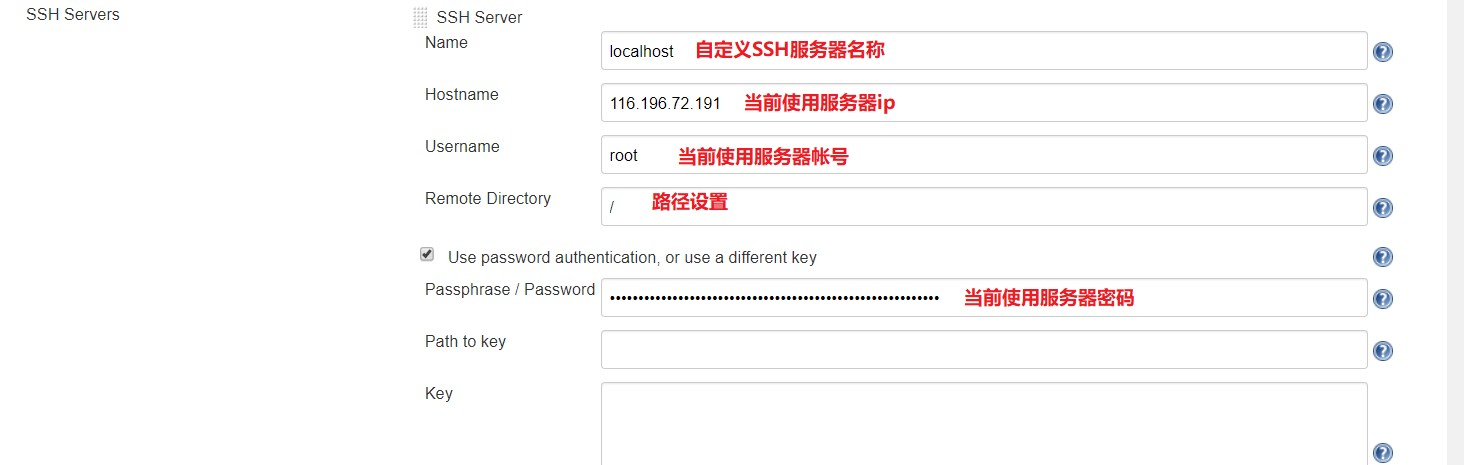 SSH Servers
SSH Server
Name
localhost 自定义SSH服务器名称
Hostname
116.196.72.191 当前使用服务器ip
Username
root 当前使用服务器帐号
Remote Directory
/ 路径设置
Use password authentication, or use a different key
Passphrase / Password
当前使用服务器密码
Path to key
Key